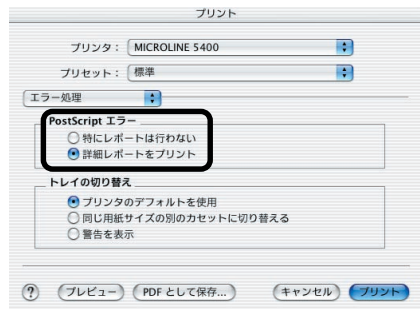 プリント
プリンタ： MICROLINE 5400
プリセット： 標準
エラー処理
PostScript エラー
特にレポートは行わない
詳細レポートをプリント
トレイの切り替え
プリンタのデフォルトを使用
同じ用紙サイズの別のカセットに切り替える
警告を表示
? プレビュー PDF として保存... キャンセル プリント